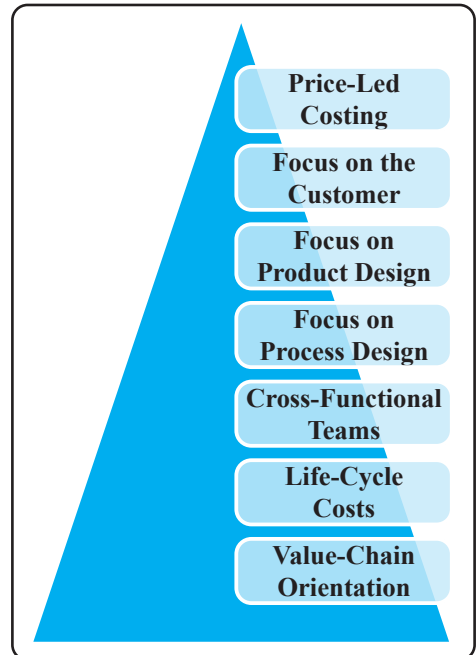 Price-Led
Costing
Focus on the
Customer
Focus on
Product Design
Focus on
Process Design
Cross-Functional
Teams
Life-Cycle
Costs
Value-Chain
Orientation